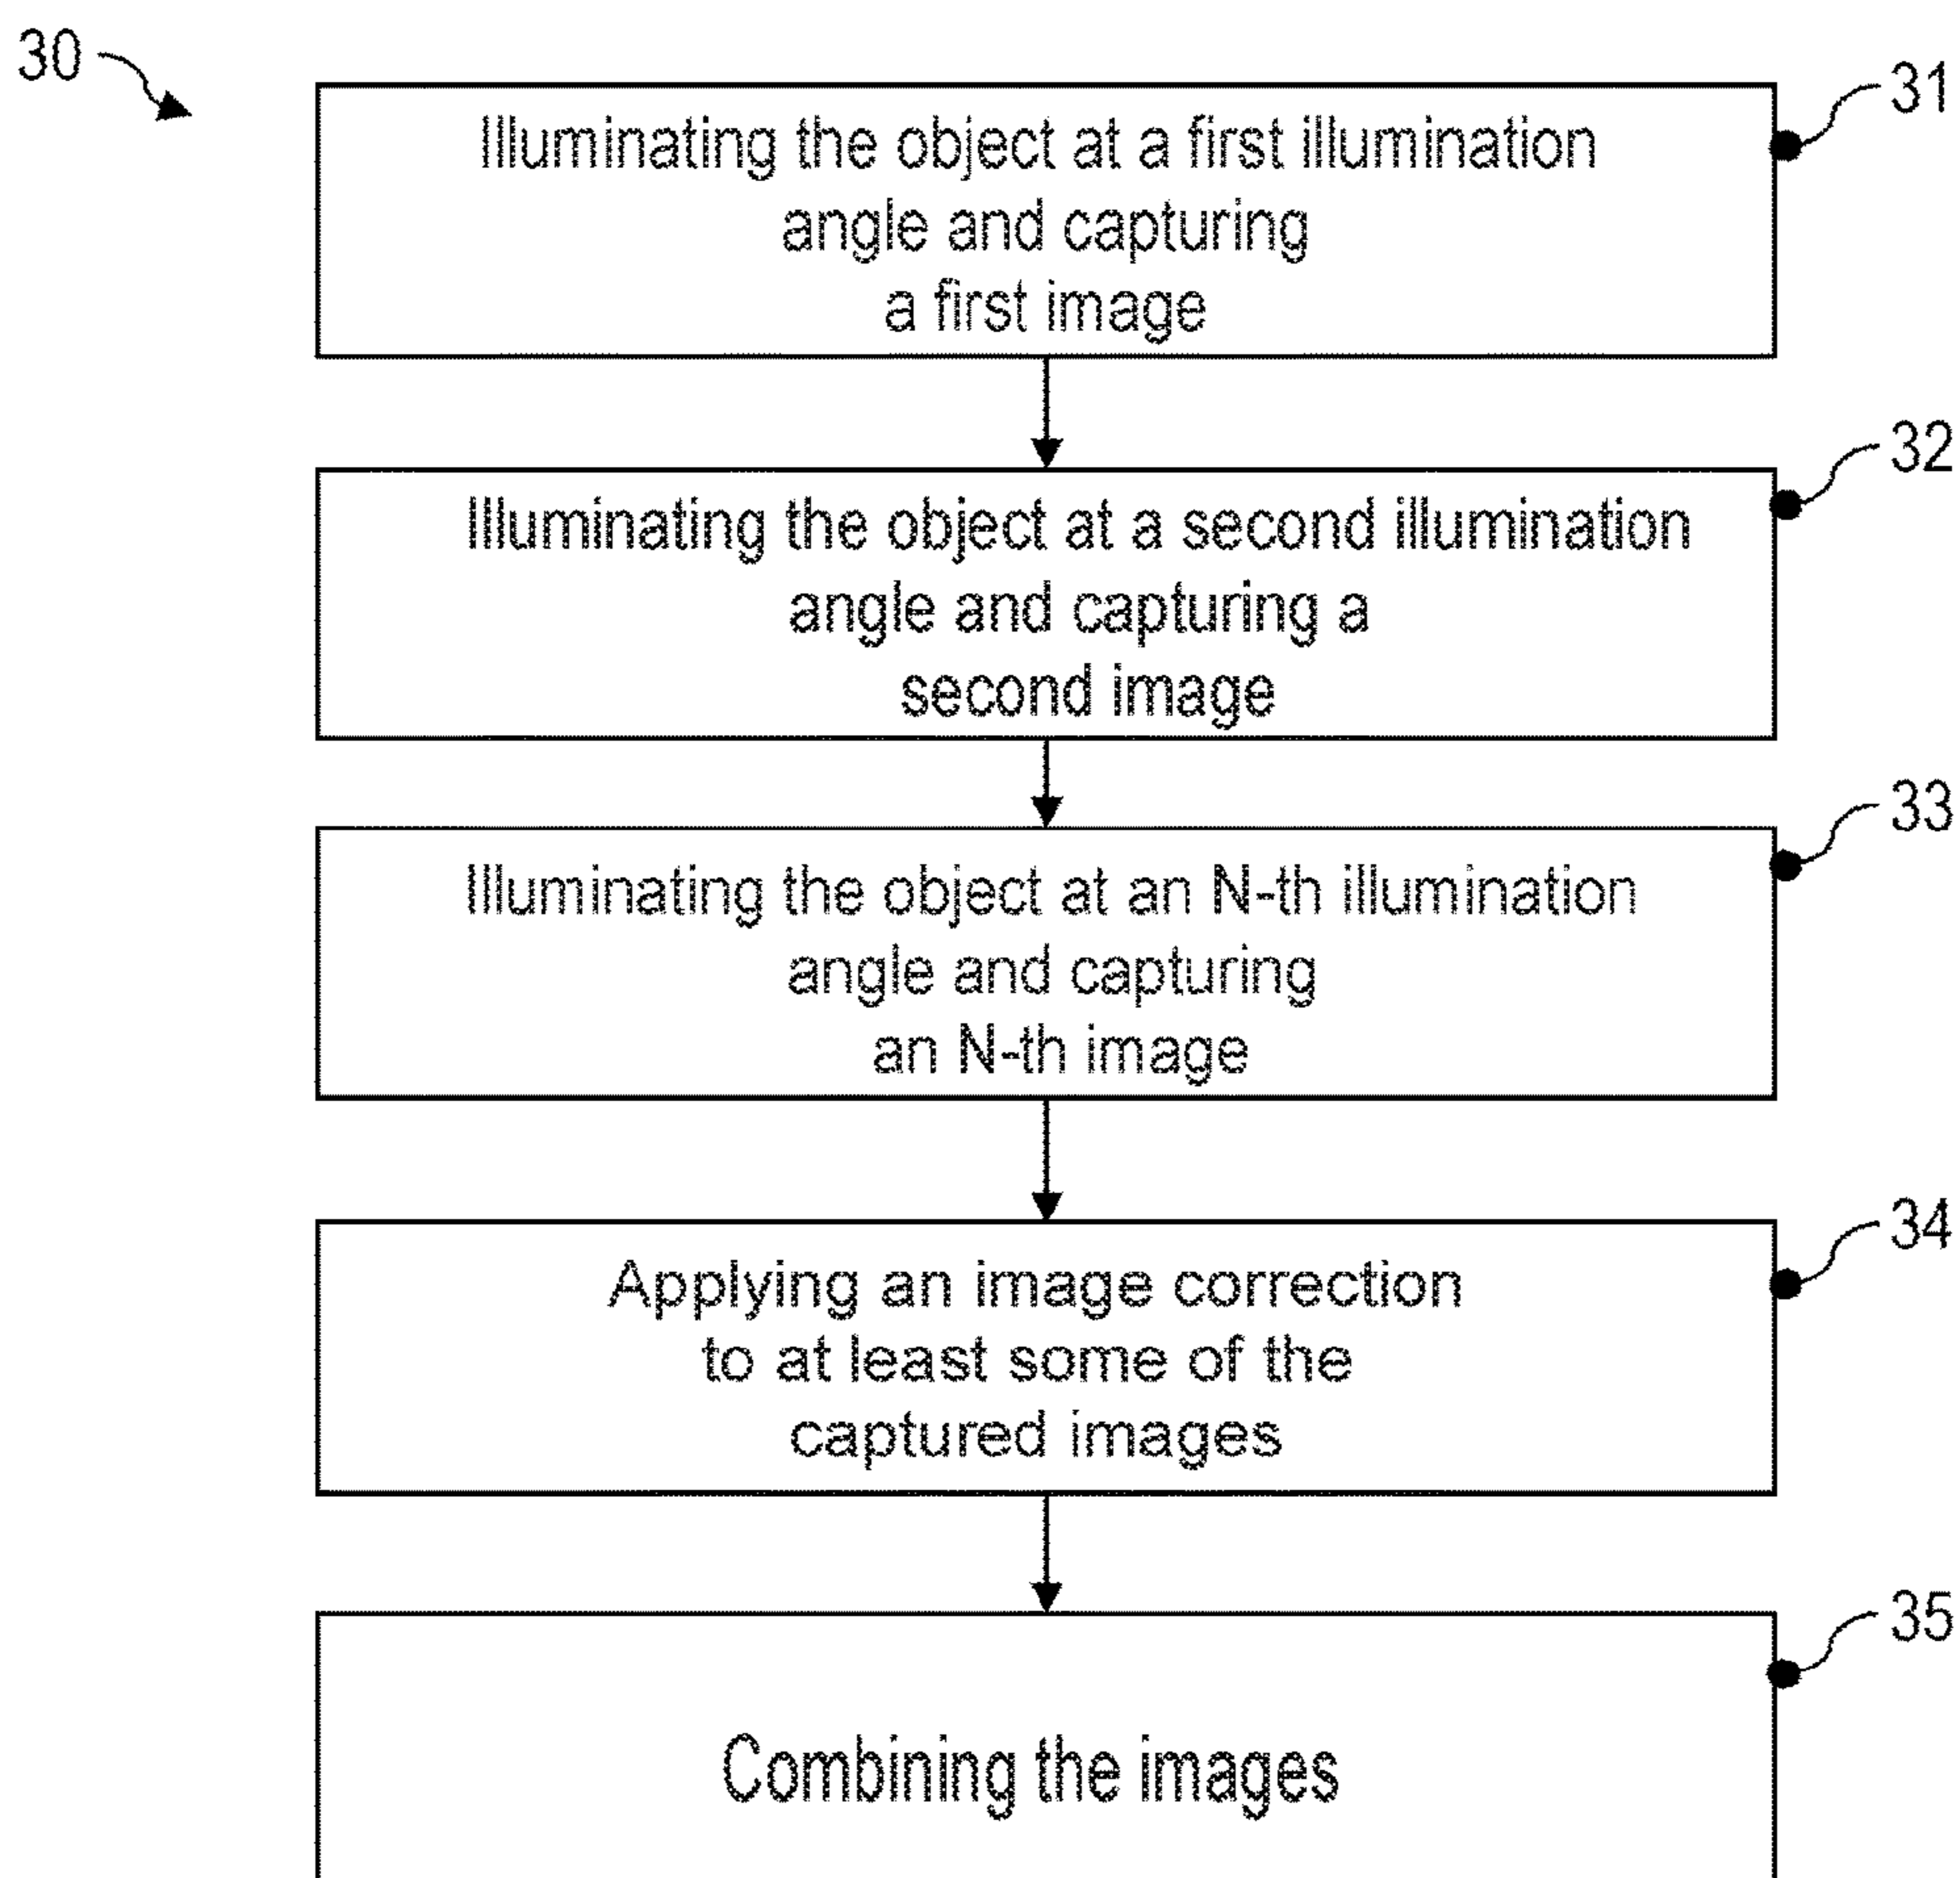 30
31
Illuminating the object at a first illumination
angle and capturing
a first image
32
Illuminating the object at a second illumination
angle and capturing a
second image
33
Illuminating the object at an N-th illumination
angle and capturing
an N-th image
34
Applying an image correction
to at least some of the
captured images
35
Combining the images